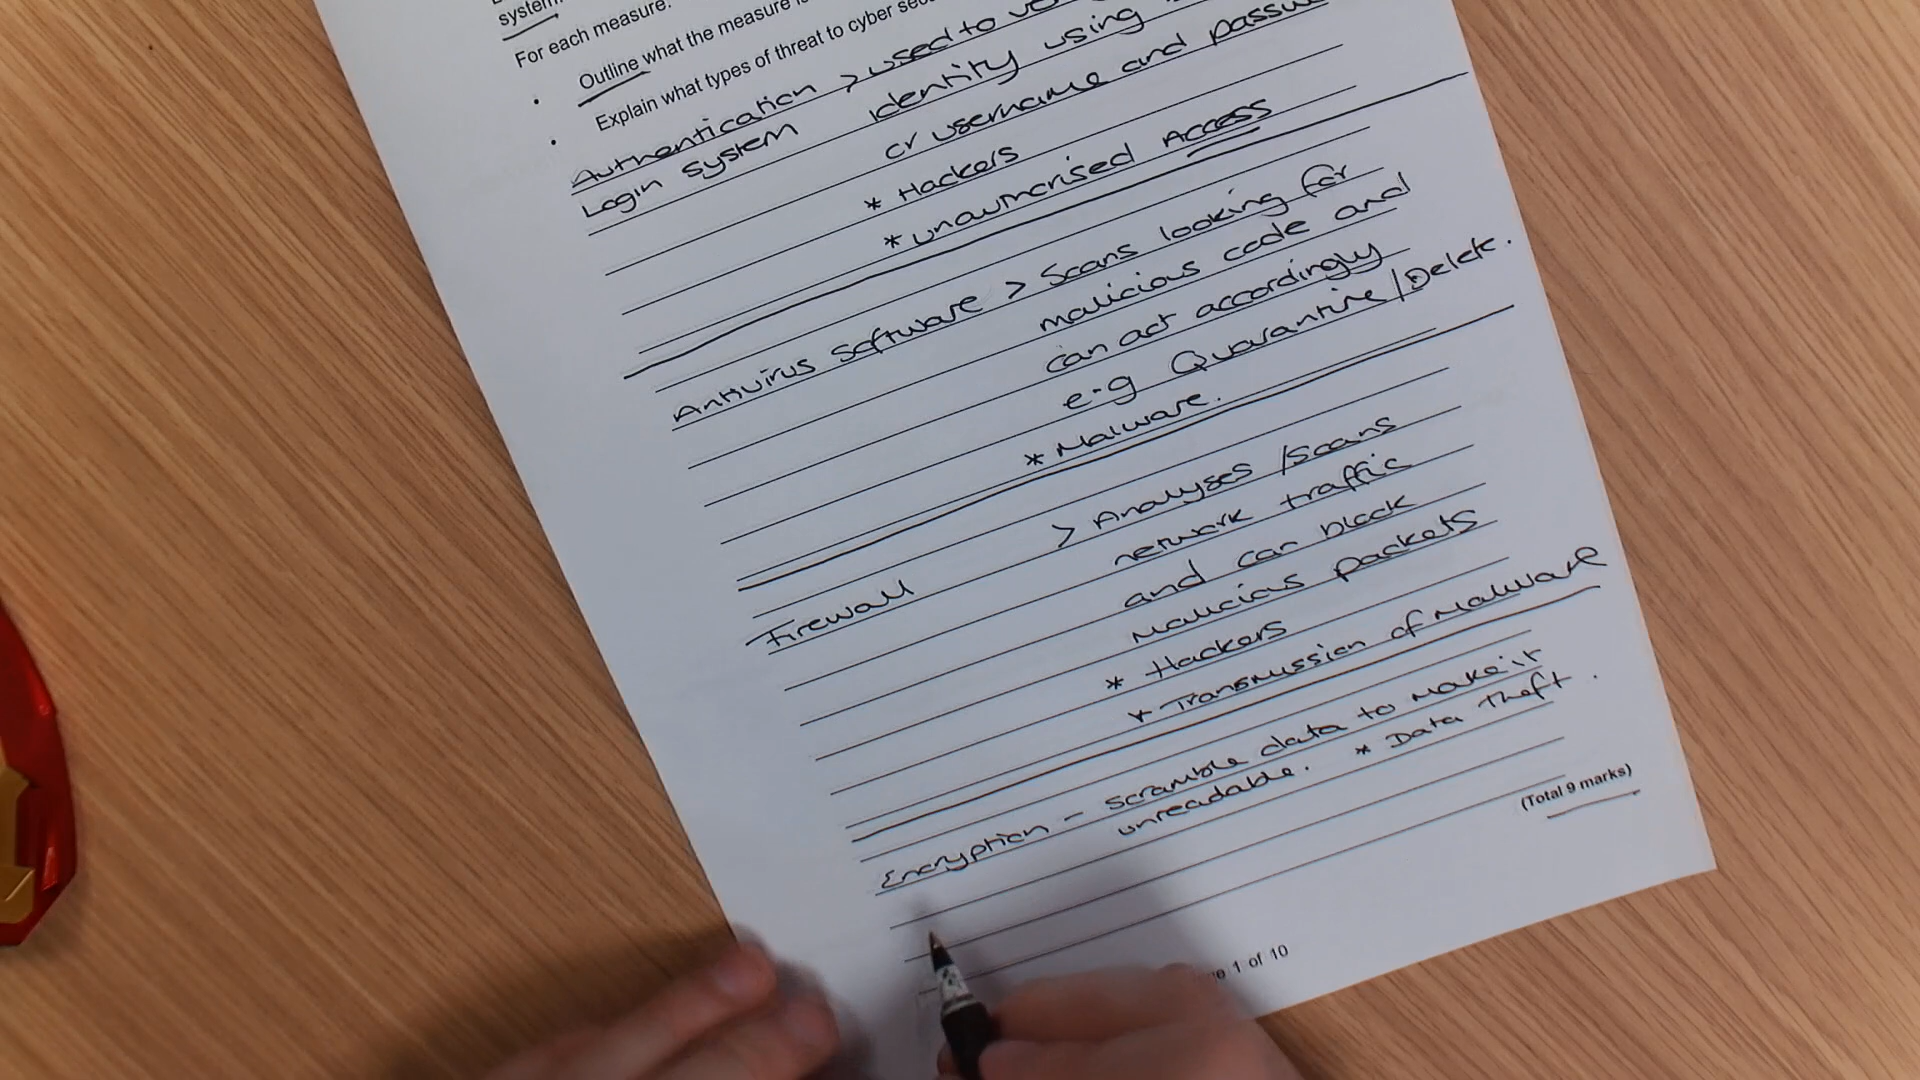 system.
For each measure:
• Outline what the measure is
• Explain what types of threat to cyber sec
Authentication > used to
Login system identity using
or username and passw
* Hackers
* unauthorised Access
Antivirus Software > Scans looking for
malicious code and
can act accordingly
e.g Quarantine / Delete.
* Malware.
Firewall > Analyses / Scans
network traffic
and can block
Malicious packets
* Hackers
* Transmission of Malware
Encryption - scramble data to make it
unreadable. * Data Theft.
(Total 9 marks)
1 of 10